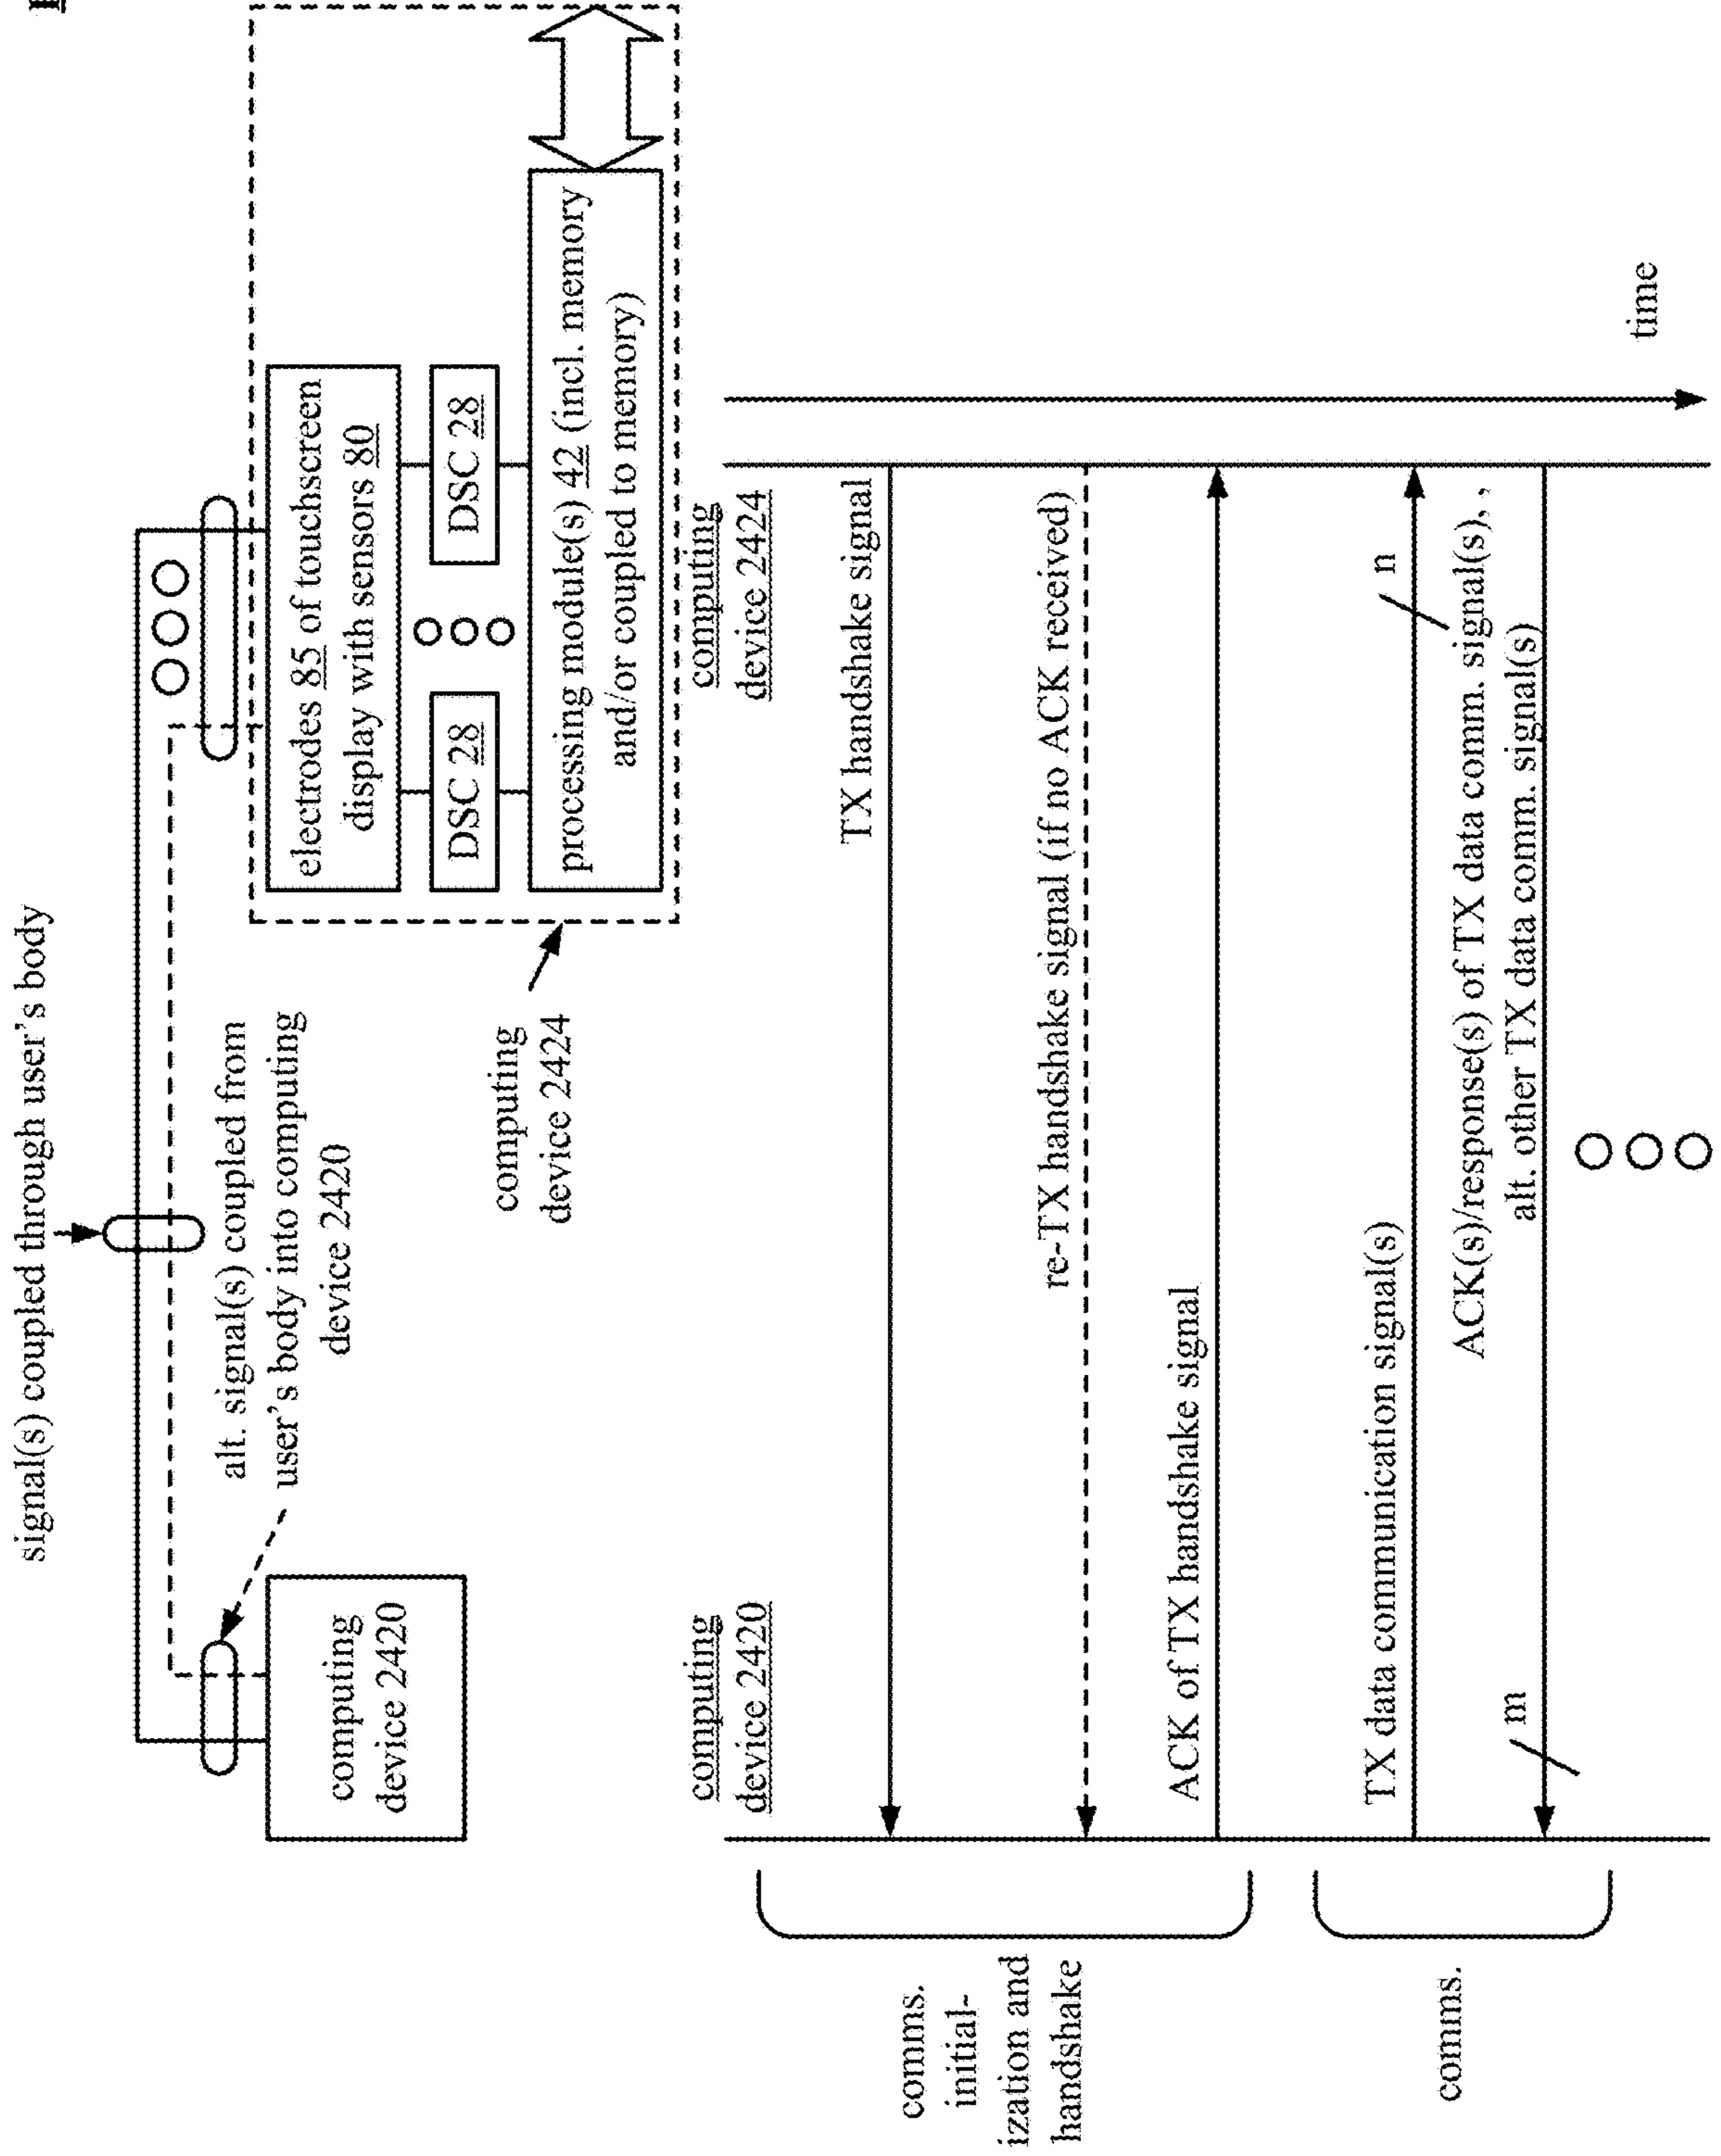 signal(s) coupled through user's body
alt. signal(s) coupled from
user's body into computing
device 2420
computing
device 2420
electrodes 85 of touchscreen
display with sensors 80
DSC 28
DSC 28
processing module(s) 42 (incl. memory
and/or coupled to memory)
computing
device 2424
computing
device 2420
computing
device 2424
TX handshake signal
re-TX handshake signal (if no ACK received)
ACK of TX handshake signal
comms.
initial-
ization and
handshake
TX data communication signal(s)
n
ACK(s)/response(s) of TX data comm. signal(s), ,
alt. other TX data comm. signal(s)
m
comms.
time